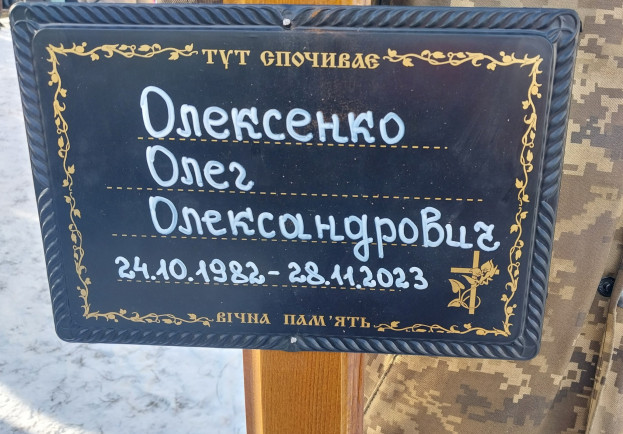 ТУТ СПОЧИВАЄ
Олексенко
Олег
Олександрович
24.10.1982-28.11.2023
ВІЧНА ПАМ'ЯТЬ